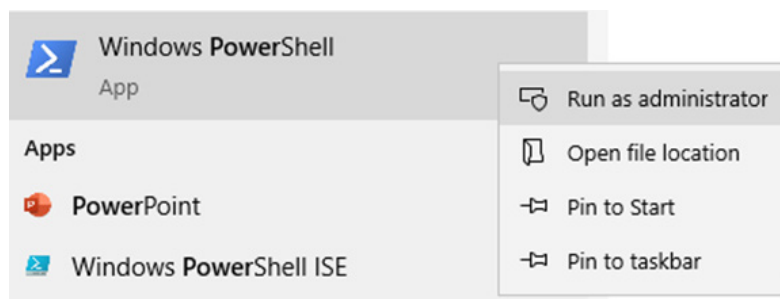 Windows PowerShell
App
Apps
PowerPoint
Windows PowerShell ISE
Run as administrator
Open file location
Pin to Start
Pin to taskbar